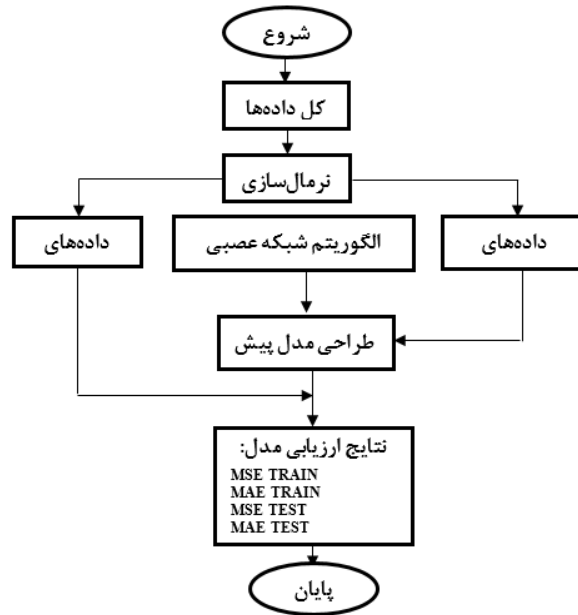 شروع
کل داده‌ها
نرمال‌سازی
داده‌های
الگوریتم شبکه عصبی
داده‌های
طراحی مدل پیش
نتایج ارزیابی مدل:
MSE TRAIN
MAE TRAIN
MSE TEST
MAE TEST
پایان